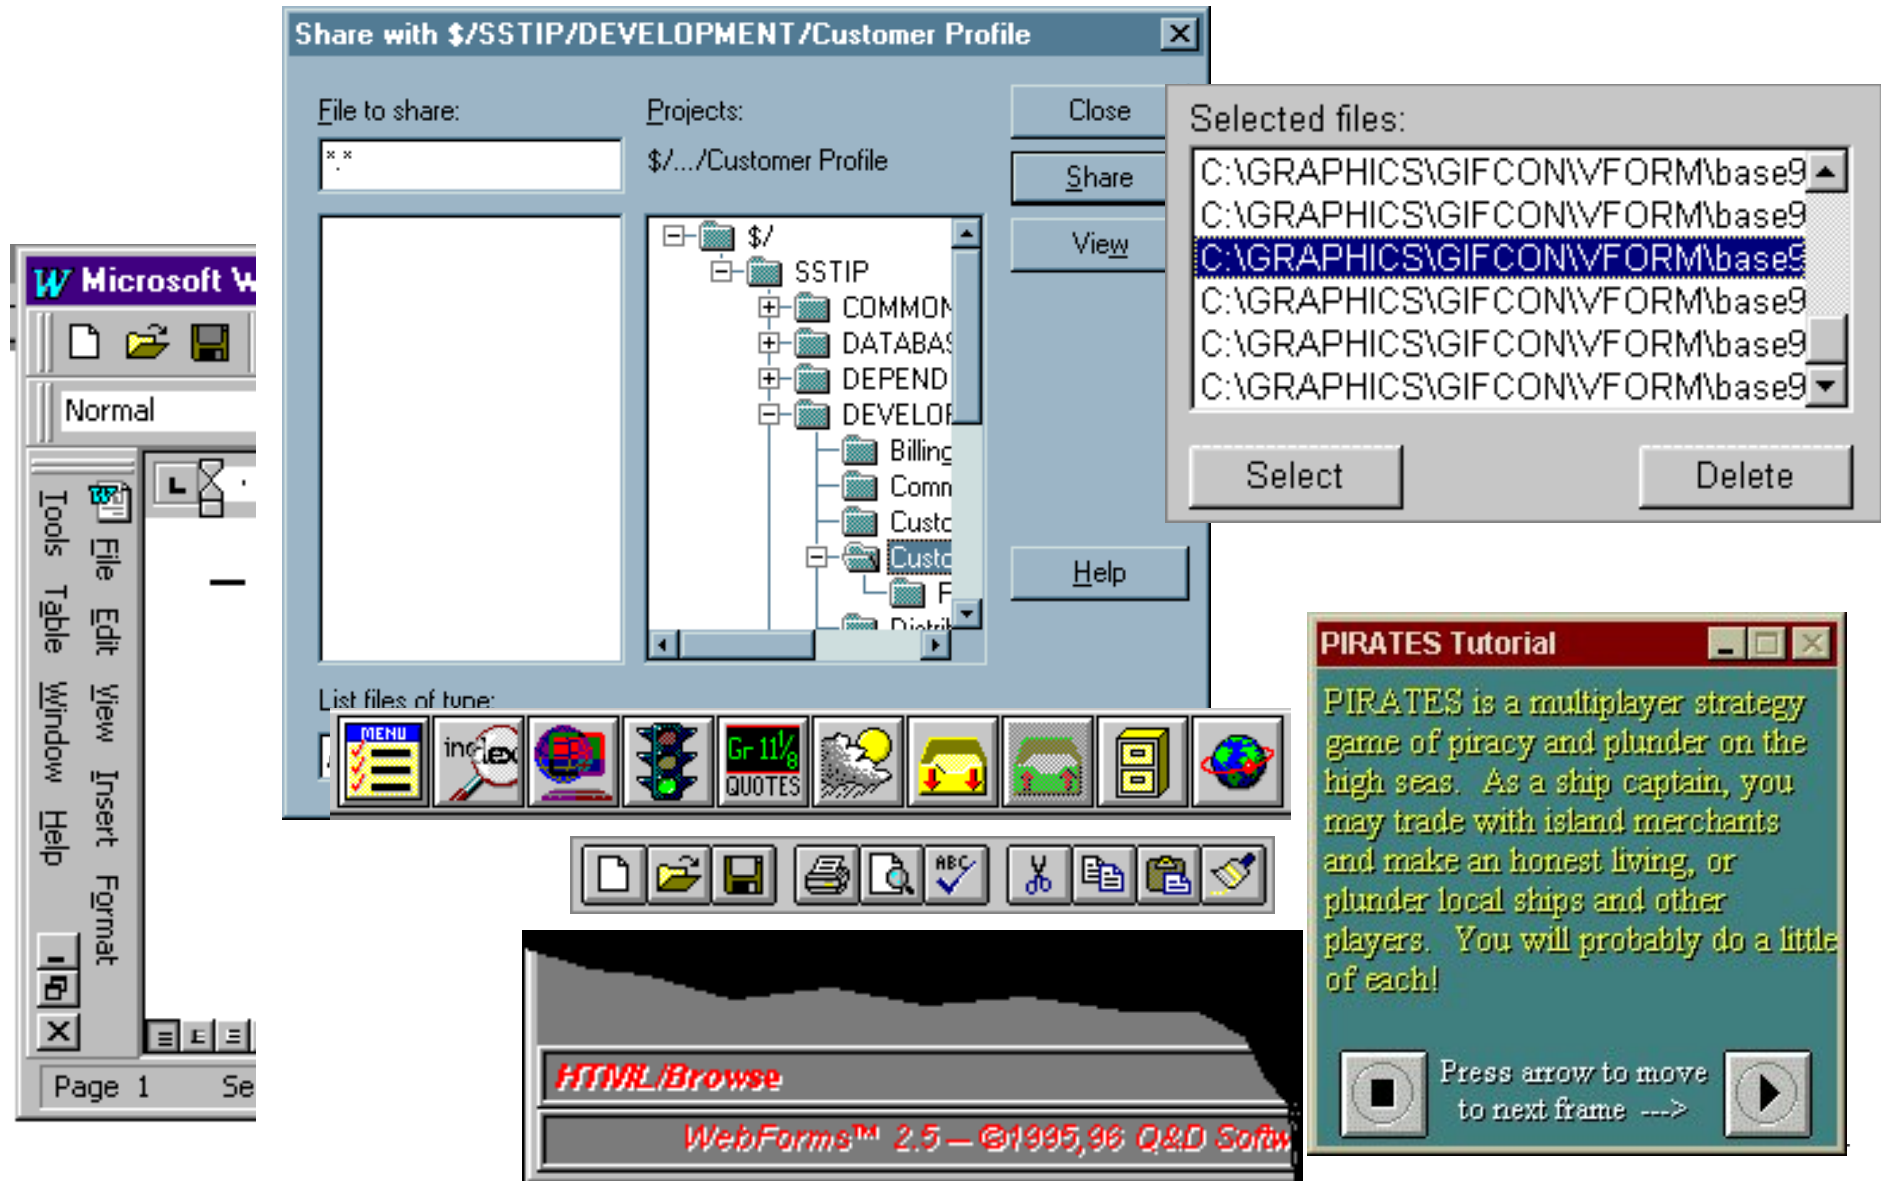 Share with $/SSTIP/DEVELOPMENT/Customer Profile
File to share:
*.*
Projects:
$/.../Customer Profile
$/
SSTIP
COMMON
DATABAS
DEPEND
DEVELOP
Billing
Comm
Custo
Custo
F
Distrib
Close
Share
View
Help
List files of type:
Selected files:
C:\GRAPHICS\GIFCON\VFORM\base9
C:\GRAPHICS\GIFCON\VFORM\base9
C:\GRAPHICS\GIFCON\VFORM\base9
C:\GRAPHICS\GIFCON\VFORM\base9
C:\GRAPHICS\GIFCON\VFORM\base9
C:\GRAPHICS\GIFCON\VFORM\base9
Select
Delete
W Microsoft W
Normal
L
W File Edit View Insert Format
Tools Table Window Help
Page 1 Se
MENU
index
Gr 11⅛
QUOTES
ABC
HTML/Browse
WebForms™ 2.5 — ©1995,96 Q&D Softw
PIRATES Tutorial
PIRATES is a multiplayer strategy
game of piracy and plunder on the
high seas. As a ship captain, you
may trade with island merchants
and make an honest living, or
plunder local ships and other
players. You will probably do a little
of each!
Press arrow to move
to next frame --->